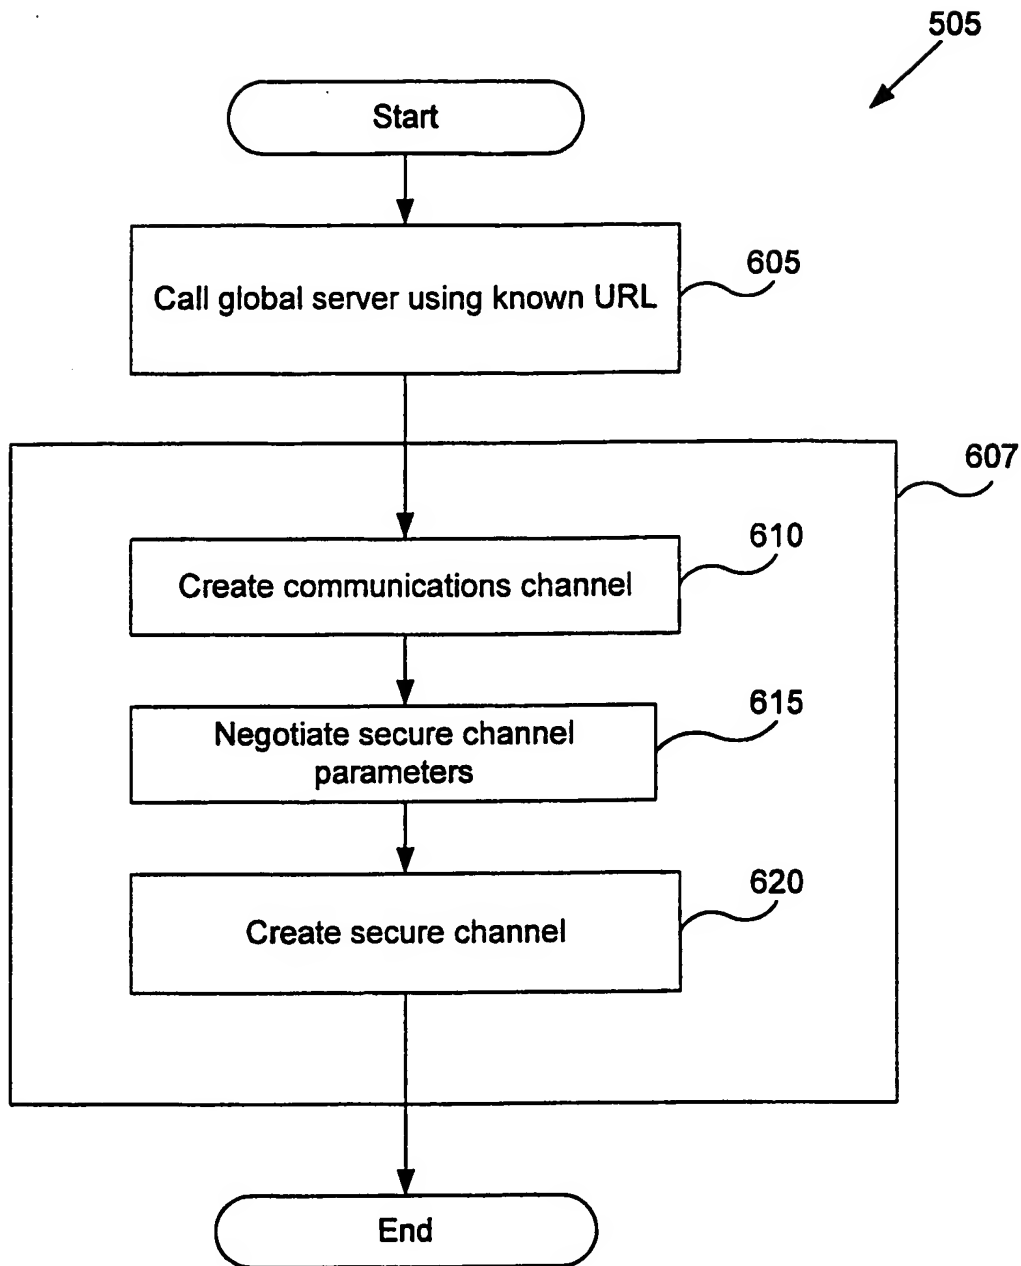 505
Start
Call global server using known URL
605
607
610
Create communications channel
615
Negotiate secure channel
parameters
620
Create secure channel
End